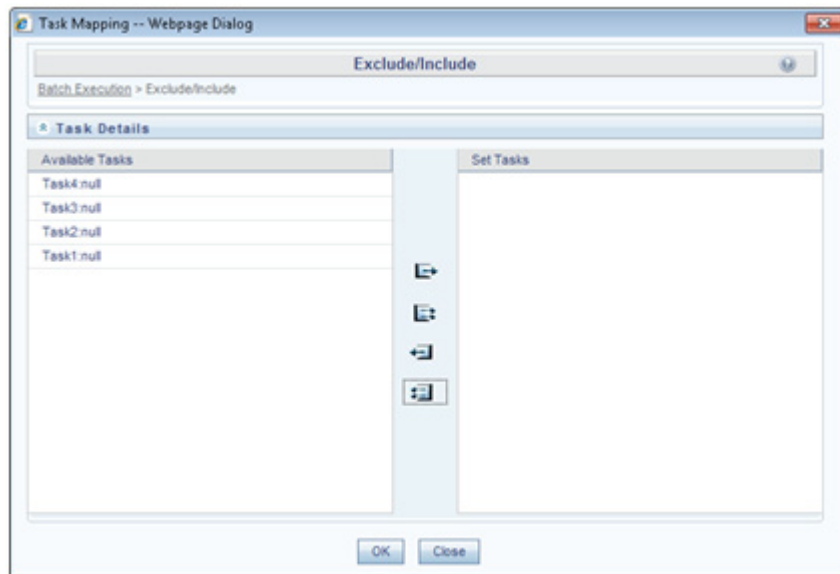 Task Mapping -- Webpage Dialog
Exclude/Include
Batch Execution > Exclude/Include
Task Details
Available Tasks
Set Tasks
Task4:null
Task3:null
Task2:null
Task1:null
OK
Close